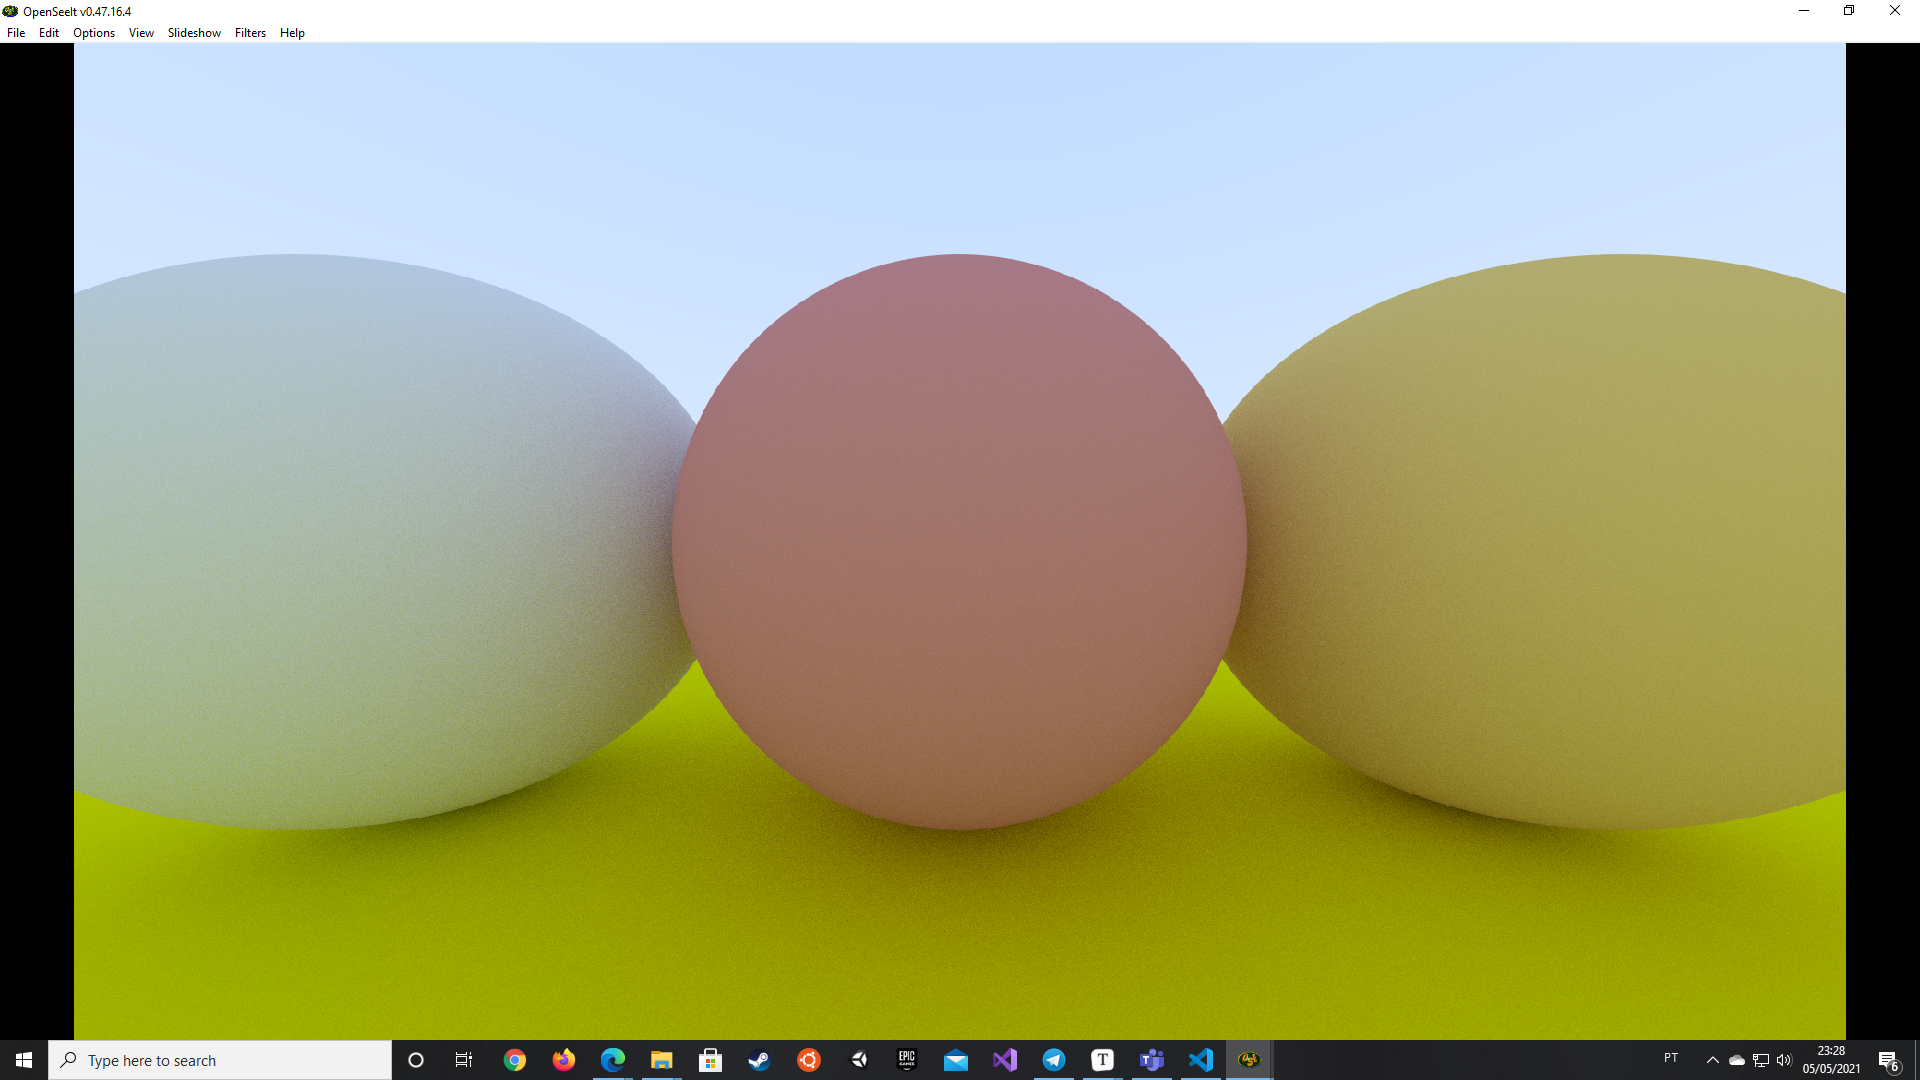 OpenSeeIt v0.47.16.4
File Edit Options View Slideshow Filters Help
Type here to search
EPIC GAMES
T
PT
23:28
05/05/2021
6